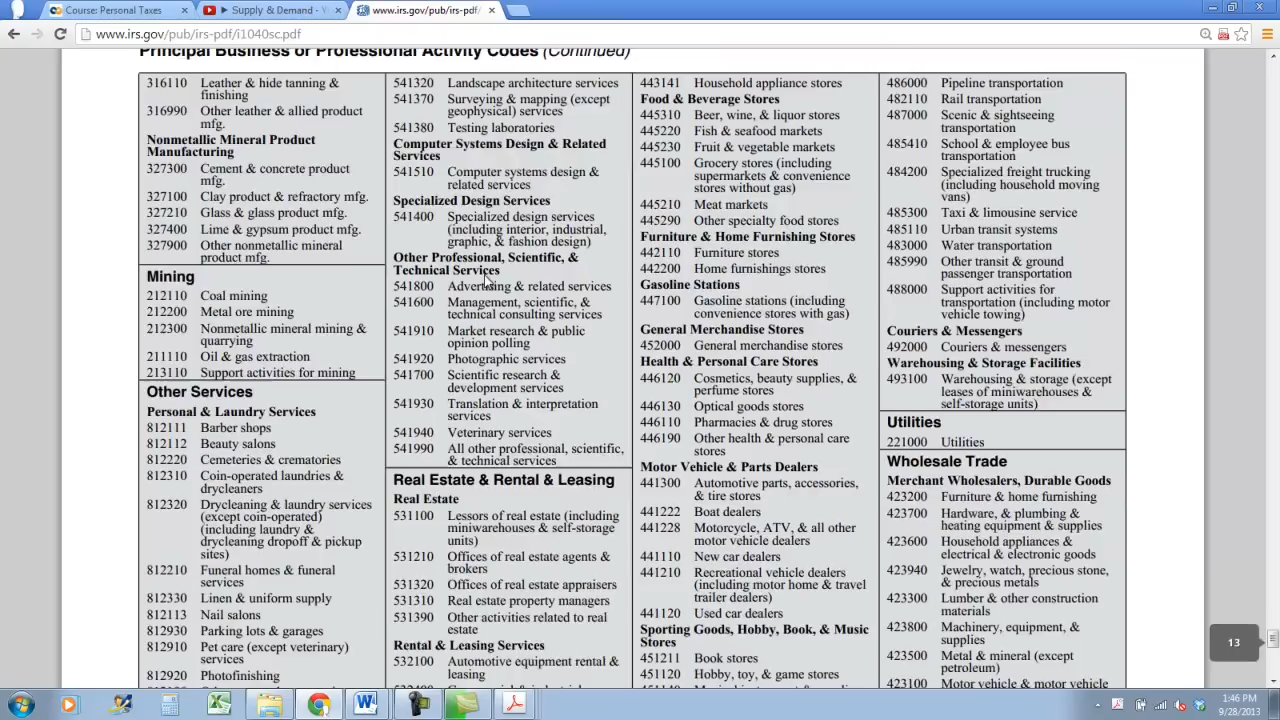 Course: Personal Taxes
Supply & Demand - Y
www.irs.gov/pub/irs-pdf/i
www.irs.gov/pub/irs-pdf/i1040sc.pdf
Principal Business or Professional Activity Codes (Continued)
316110 Leather & hide tanning &
finishing
316990 Other leather & allied product
mfg.
Nonmetallic Mineral Product
Manufacturing
327300 Cement & concrete product
mfg.
327100 Clay product & refractory mfg.
327210 Glass & glass product mfg.
327400 Lime & gypsum product mfg.
327900 Other nonmetallic mineral
product mfg.
Mining
212110 Coal mining
212200 Metal ore mining
212300 Nonmetallic mineral mining &
quarrying
211110 Oil & gas extraction
213110 Support activities for mining
Other Services
Personal & Laundry Services
812111 Barber shops
812112 Beauty salons
812220 Cemeteries & crematories
812310 Coin-operated laundries &
drycleaners
812320 Drycleaning & laundry services
(except coin-operated)
(including laundry &
drycleaning dropoff & pickup
sites)
812210 Funeral homes & funeral
services
812330 Linen & uniform supply
812113 Nail salons
812930 Parking lots & garages
812910 Pet care (except veterinary)
services
812920 Photofinishing
541320 Landscape architecture services
541370 Surveying & mapping (except
geophysical) services
541380 Testing laboratories
Computer Systems Design & Related
Services
541510 Computer systems design &
related services
Specialized Design Services
541400 Specialized design services
(including interior, industrial,
graphic, & fashion design)
Other Professional, Scientific, &
Technical Services
541800 Advertising & related services
541600 Management, scientific, &
technical consulting services
541910 Market research & public
opinion polling
541920 Photographic services
541700 Scientific research &
development services
541930 Translation & interpretation
services
541940 Veterinary services
541990 All other professional, scientific,
& technical services
Real Estate & Rental & Leasing
Real Estate
531100 Lessors of real estate (including
miniwarehouses & self-storage
units)
531210 Offices of real estate agents &
brokers
531320 Offices of real estate appraisers
531310 Real estate property managers
531390 Other activities related to real
estate
Rental & Leasing Services
532100 Automotive equipment rental &
leasing
443141 Household appliance stores
Food & Beverage Stores
445310 Beer, wine, & liquor stores
445220 Fish & seafood markets
445230 Fruit & vegetable markets
445100 Grocery stores (including
supermarkets & convenience
stores without gas)
445210 Meat markets
445290 Other specialty food stores
Furniture & Home Furnishing Stores
442110 Furniture stores
442200 Home furnishings stores
Gasoline Stations
447100 Gasoline stations (including
convenience stores with gas)
General Merchandise Stores
452000 General merchandise stores
Health & Personal Care Stores
446120 Cosmetics, beauty supplies, &
perfume stores
446130 Optical goods stores
446110 Pharmacies & drug stores
446190 Other health & personal care
stores
Motor Vehicle & Parts Dealers
441300 Automotive parts, accessories,
& tire stores
441222 Boat dealers
441228 Motorcycle, ATV, & all other
motor vehicle dealers
441110 New car dealers
441210 Recreational vehicle dealers
(including motor home & travel
trailer dealers)
441120 Used car dealers
Sporting Goods, Hobby, Book, & Music
Stores
451211 Book stores
451120 Hobby, toy, & game stores
486000 Pipeline transportation
482110 Rail transportation
487000 Scenic & sightseeing
transportation
485410 School & employee bus
transportation
484200 Specialized freight trucking
(including household moving
vans)
485300 Taxi & limousine service
485110 Urban transit systems
483000 Water transportation
485990 Other transit & ground
passenger transportation
488000 Support activities for
transportation (including motor
vehicle towing)
Couriers & Messengers
492000 Couriers & messengers
Warehousing & Storage Facilities
493100 Warehousing & storage (except
leases of miniwarehouses &
self-storage units)
Utilities
221000 Utilities
Wholesale Trade
Merchant Wholesalers, Durable Goods
423200 Furniture & home furnishing
423700 Hardware, & plumbing &
heating equipment & supplies
423600 Household appliances &
electrical & electronic goods
423940 Jewelry, watch, precious stone,
& precious metals
423300 Lumber & other construction
materials
423800 Machinery, equipment, &
supplies
423500 Metal & mineral (except
petroleum)
423100 Motor vehicle & motor vehicle
13
1:46 PM
9/28/2013